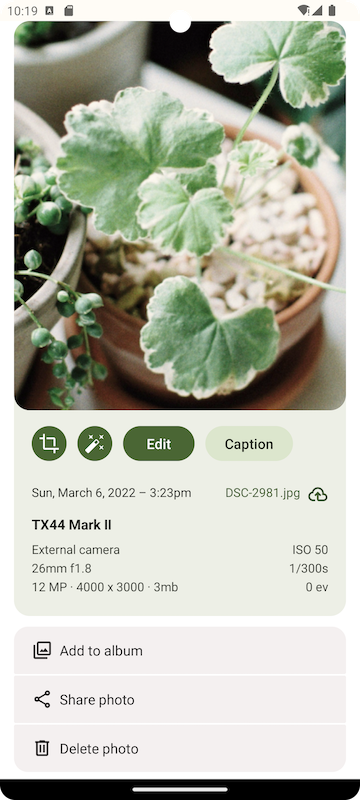 10:19
Edit
Caption
Sun, March 6, 2022 – 3:23pm
DSC-2981.jpg
TX44 Mark II
External camera
ISO 50
26mm f1.8
1/300s
12 MP · 4000 x 3000 · 3mb
0 ev
Add to album
Share photo
Delete photo